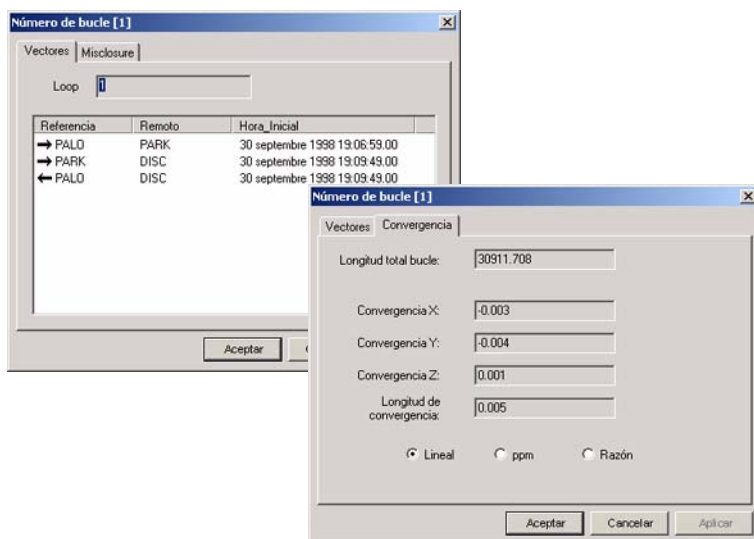 Número de bucle [1]
Vectores Misclosure
Loop 1
Referencia Remoto Hora_Inicial
PALO PARK 30 septembre 1998 19:06:59.00
PARK DISC 30 septembre 1998 19:09:49.00
PALO DISC 30 septembre 1998 19:09:49.00
Aceptar
Número de bucle [1]
Vectores Convergencia
Longitud total bucle: 30911.708
Convergencia X: -0.003
Convergencia Y: -0.004
Convergencia Z: 0.001
Longitud de
convergencia: 0.005
Lineal ppm Razón
Aceptar Cancelar Aplicar